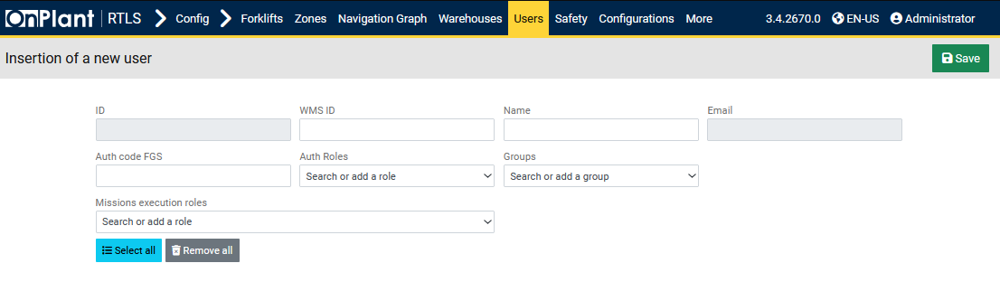 OnPlant RTLS Config Forklifts Zones Navigation Graph Warehouses Users Safety Configurations More 3.4.2670.0 EN-US Administrator
Insertion of a new user Save
ID WMS ID Name Email
Auth code FGS Auth Roles Groups
Search or add a role Search or add a group
Missions execution roles
Search or add a role
Select all Remove all